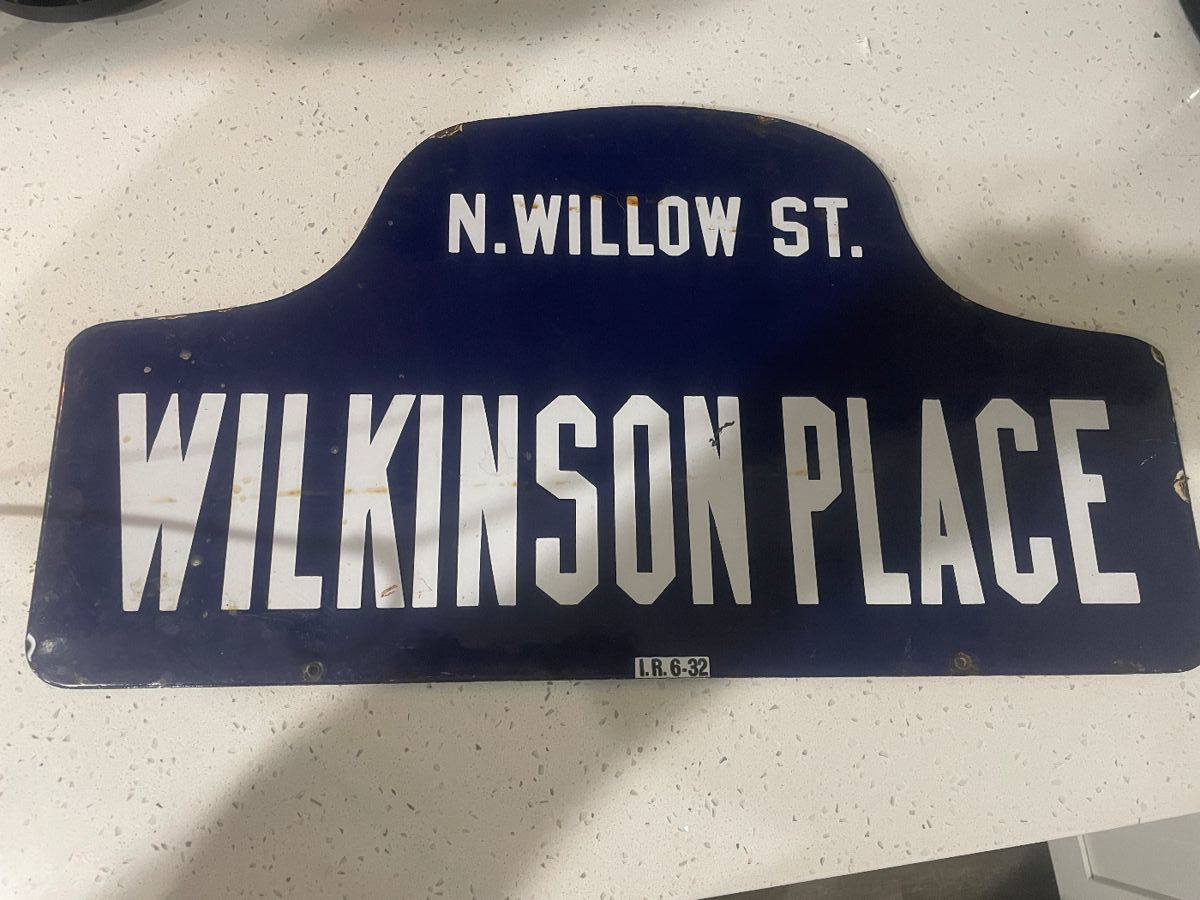 N. WILLOW ST.
WILKINSON PLACE
I.R. 6-32